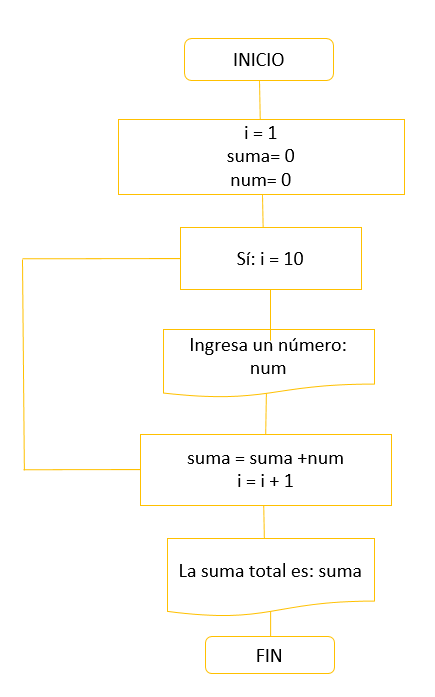 INICIO
i = 1
suma= 0
num= 0
Sí: i = 10
Ingresa un número:
num
suma = suma +num
i = i + 1
La suma total es: suma
FIN